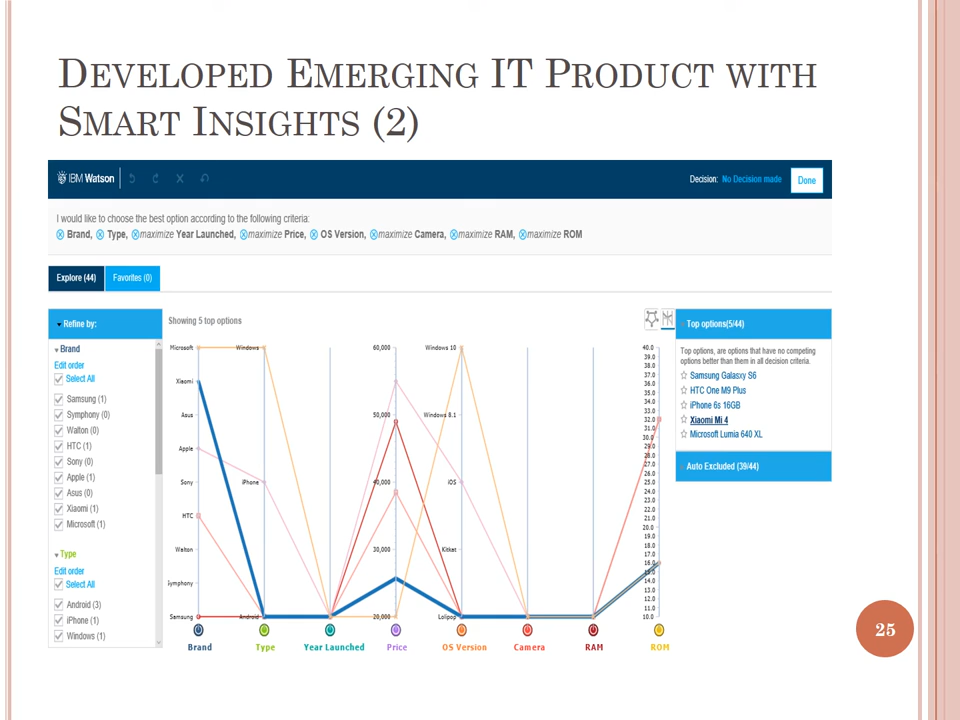 DEVELOPED EMERGING IT PRODUCT WITH
SMART INSIGHTS (2)
IBM Watson
Decision: No Decision made
Done
I would like to choose the best option according to the following criteria:
Brand, Type, maximize Year Launched, maximize Price, OS Version, maximize Camera, maximize RAM, maximize ROM
Explore (44)
Favorites (0)
Refine by:
Brand
Edit order
Select All
Samsung (1)
Symphony (0)
Walton (0)
HTC (1)
Sony (0)
Apple (1)
Asus (0)
Xiaomi (1)
Microsoft (1)
Type
Edit order
Select All
Android (3)
iPhone (1)
Windows (1)
Showing 5 top options
Microsoft
Xiaomi
Asus
Apple
Sony
HTC
Walton
Symphony
Samsung
Windows
iPhone
Android
60,000
50,000
40,000
30,000
20,000
Windows 10
Windows 8.1
iOS
Kitkat
Lolipop
40.0
39.0
38.0
37.0
36.0
35.0
34.0
33.0
32.0
31.0
30.0
29.0
28.0
27.0
26.0
25.0
24.0
23.0
22.0
21.0
20.0
19.0
18.0
17.0
16.0
15.0
14.0
13.0
12.0
11.0
10.0
Brand
Type
Year Launched
Price
OS Version
Camera
RAM
ROM
Top options(5/44)
Top options, are options that have no competing
options better than them in all decision criteria.
Samsung Galasxy S6
HTC One M9 Plus
iPhone 6s 16GB
Xiaomi Mi 4
Microsoft Lumia 640 XL
Auto Excluded (39/44)
25